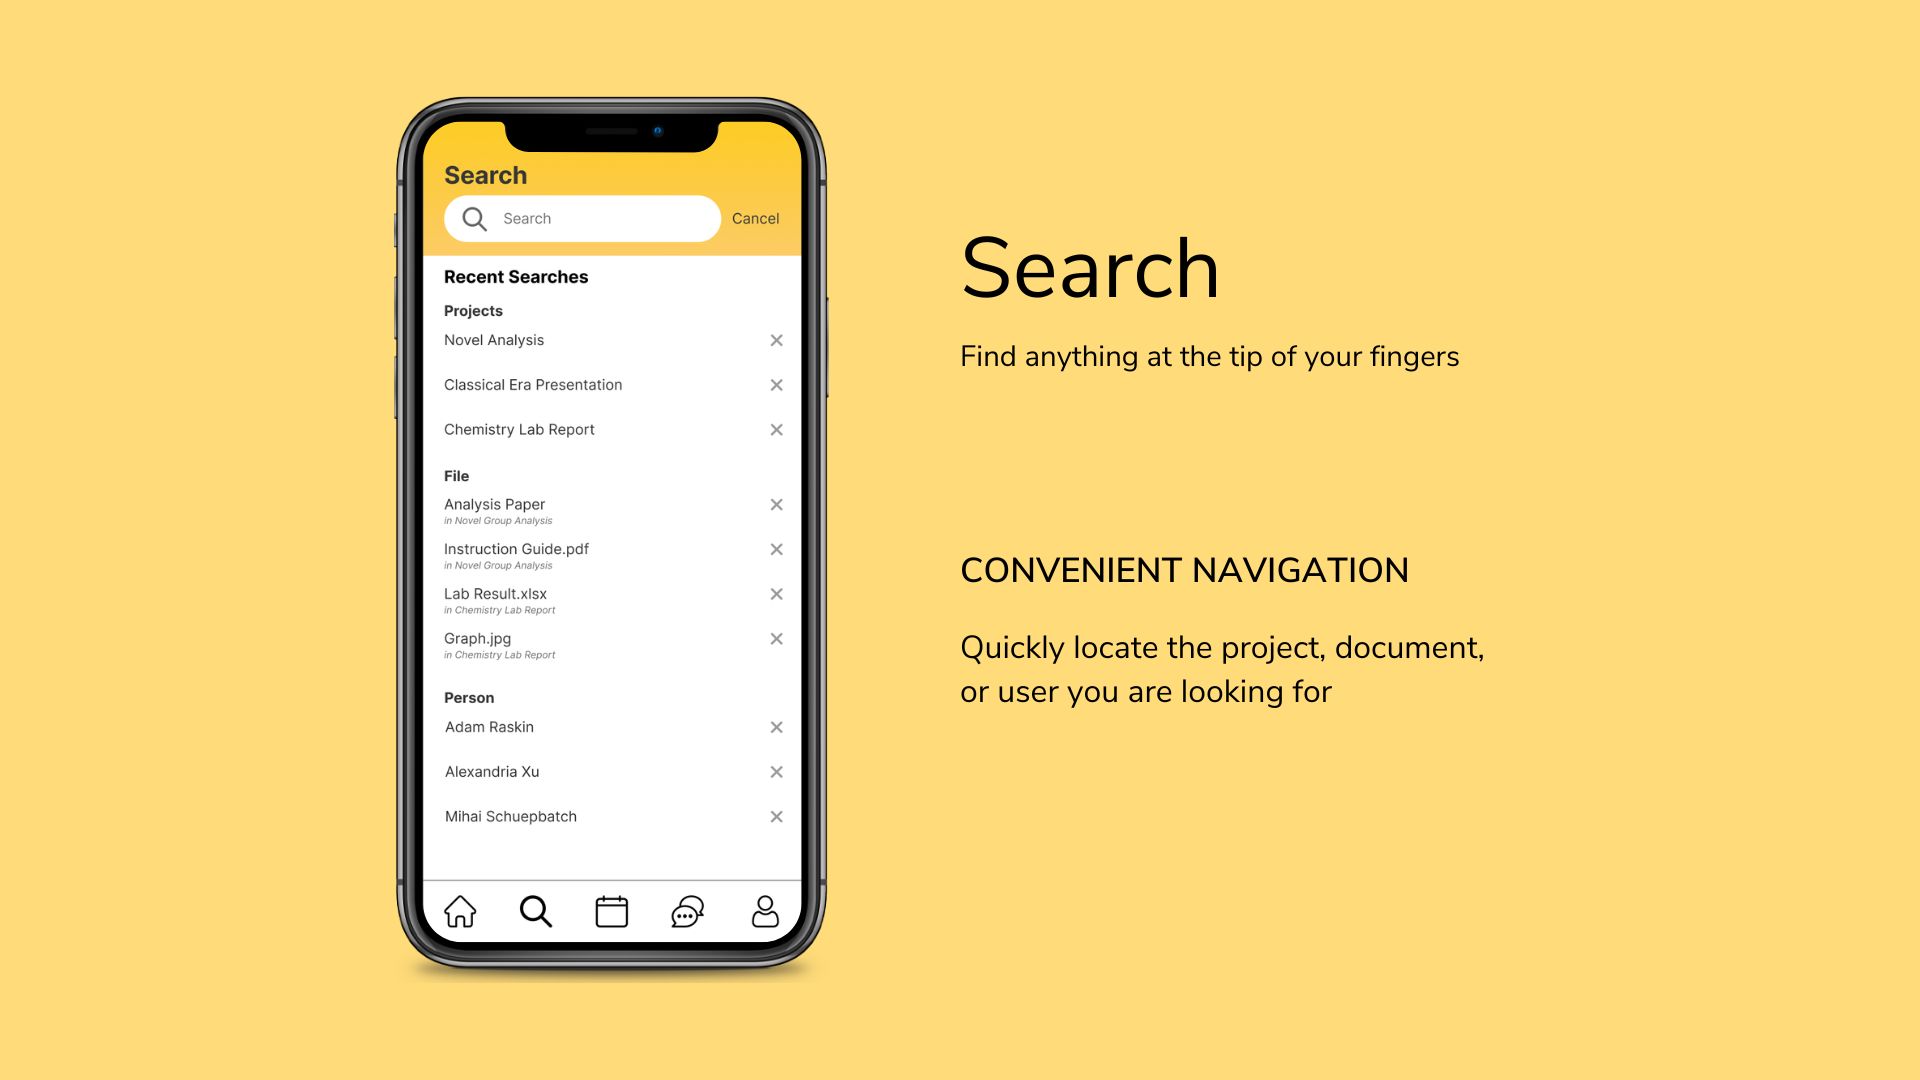 Search
Search
Cancel
Recent Searches
Projects
Novel Analysis
Classical Era Presentation
Chemistry Lab Report
File
Analysis Paper
in Novel Group Analysis
Instruction Guide.pdf
in Novel Group Analysis
Lab Result.xlsx
in Chemistry Lab Report
Graph.jpg
in Chemistry Lab Report
Person
Adam Raskin
Alexandria Xu
Mihai Schuepbatch
Search
Find anything at the tip of your fingers
CONVENIENT NAVIGATION
Quickly locate the project, document,
or user you are looking for